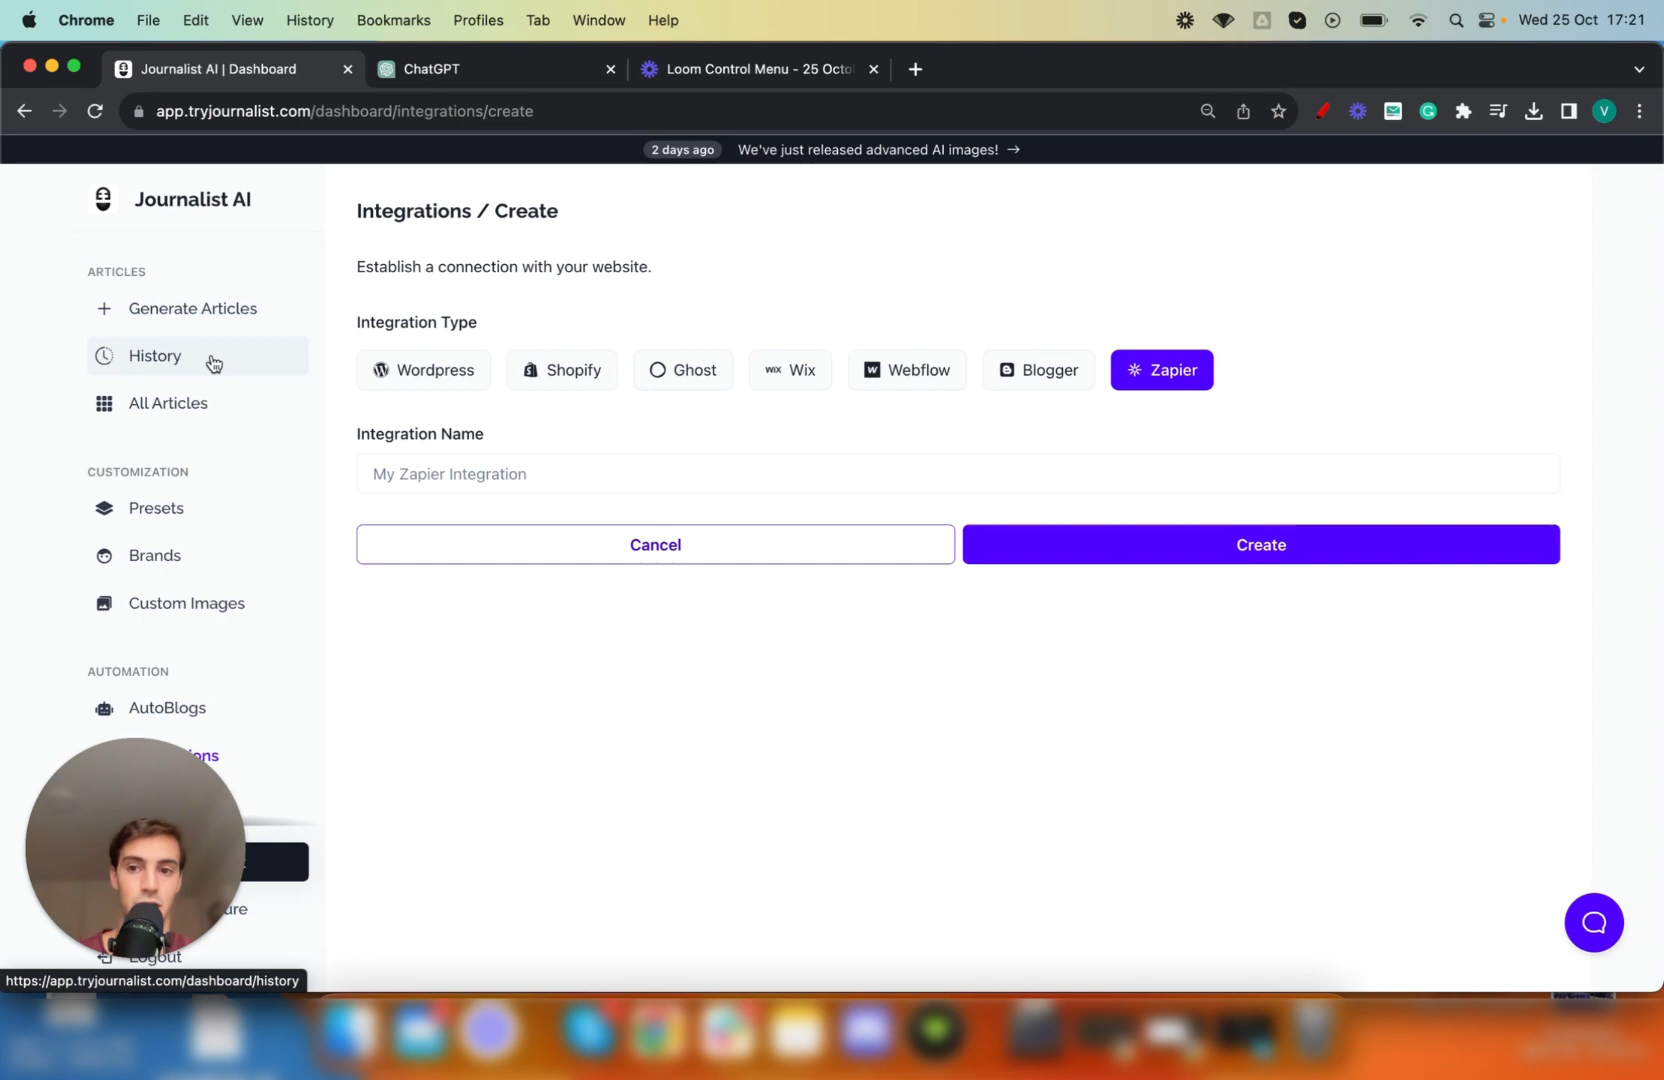 Chrome File Edit View History Bookmarks Profiles Tab Window Help Wed 25 Oct 17:21
Journalist AI | Dashboard ChatGPT Loom Control Menu - 25 Octo
app.tryjournalist.com/dashboard/integrations/create V
2 days ago We've just released advanced AI images! →
Journalist AI
ARTICLES
Generate Articles
History
All Articles
CUSTOMIZATION
Presets
Brands
Custom Images
AUTOMATION
AutoBlogs
ons
ure
Logout
https://app.tryjournalist.com/dashboard/history
Integrations / Create
Establish a connection with your website.
Integration Type
Wordpress Shopify Ghost WIX Wix Webflow Blogger Zapier
Integration Name
My Zapier Integration
Cancel Create